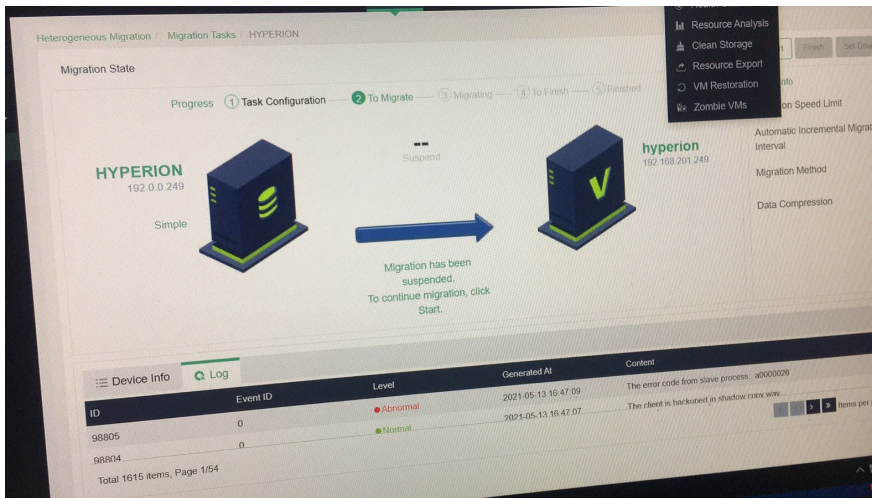 Resource Analysis
Clean Storage
Resource Export
VM Restoration
Zombie VMs
Heterogeneous Migration / Migration Tasks / HYPERION
Migration State
Finish
Progress 1 Task Configuration 2 To Migrate 3 Migrating 4 To Finish 5 Finished
on Speed Limit
Automatic Incremental Migrat
Interval
Migration Method
Data Compression
HYPERION
192.0.0.249
Simple
--
Suspend
hyperion
192.168.201.249
Migration has been
suspended.
To continue migration, click
Start.
Device Info Log
ID Event ID Level Generated At Content
98805 0 Abnormal 2021-05-13 16:47:09 The error code from slave process: a0000026
98804 0 Normal 2021-05-13 16:47:07 The client is backuped in shadow copy way.
Total 1615 items, Page 1/54
Items per